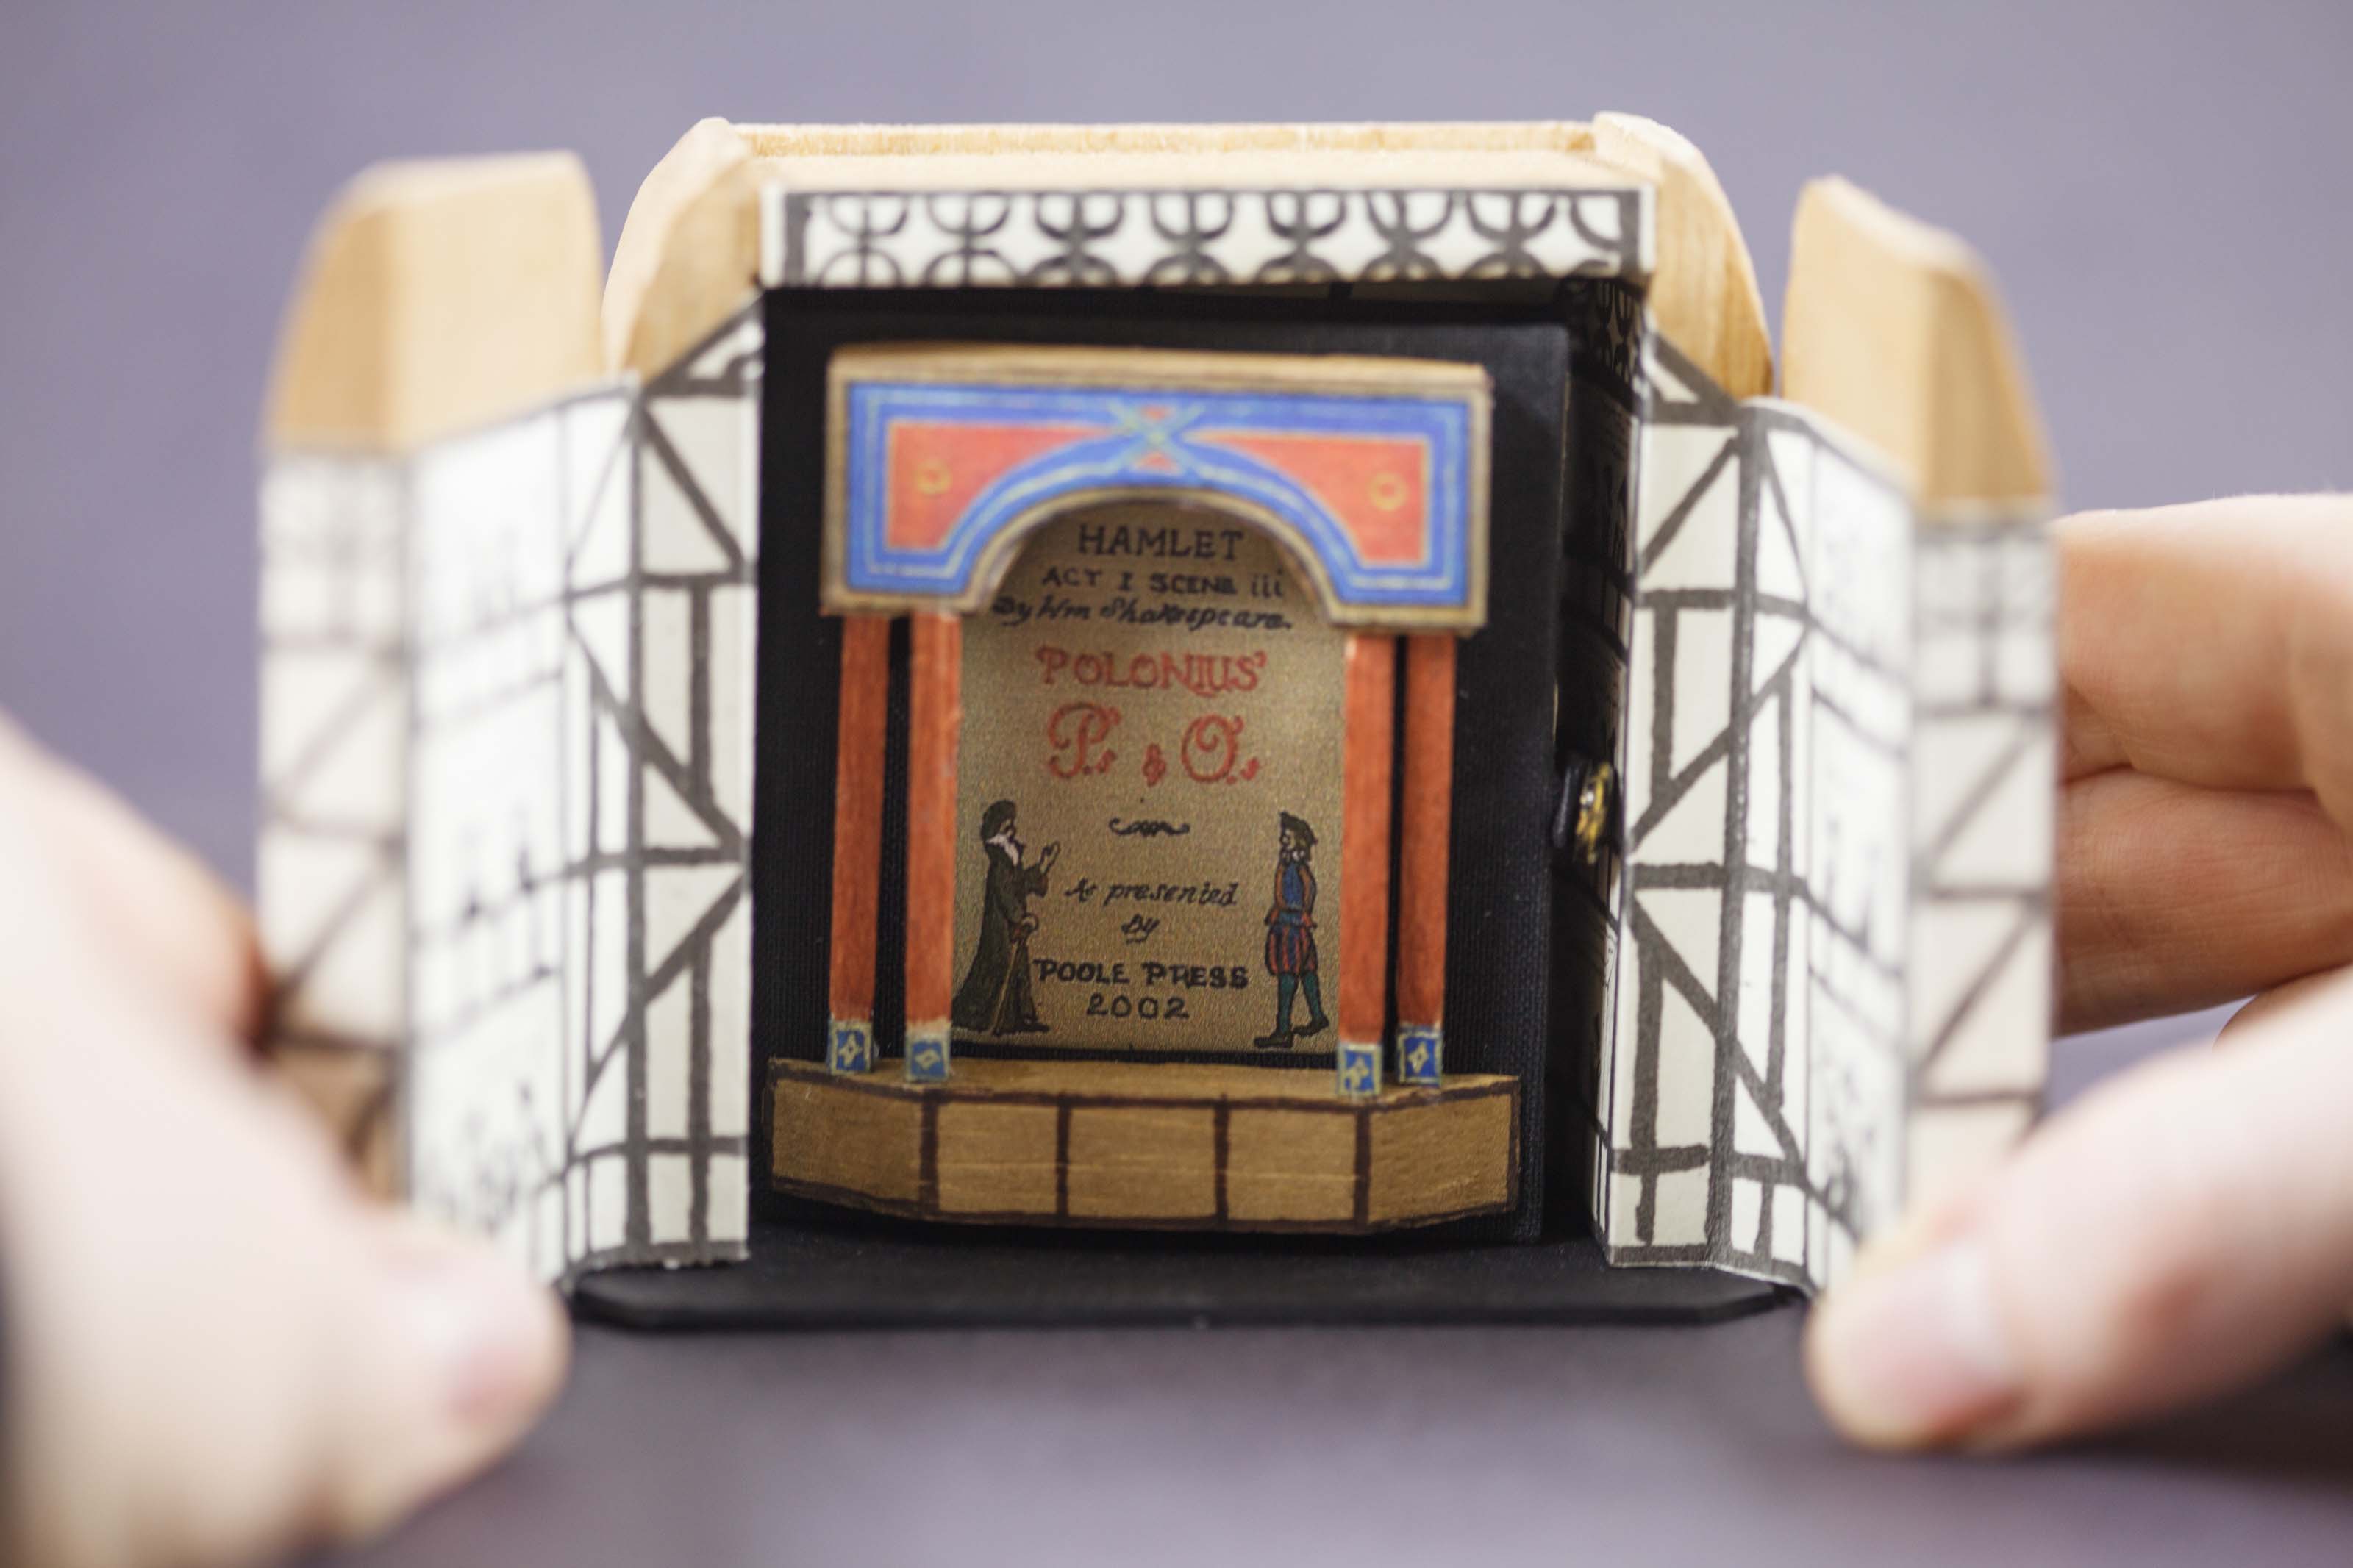 HAMLET
ACT I SCENE iii
By Wm Shakespeare.
POLONIUS'
P. & Q.
As presented
by
POOLE PRESS
2002